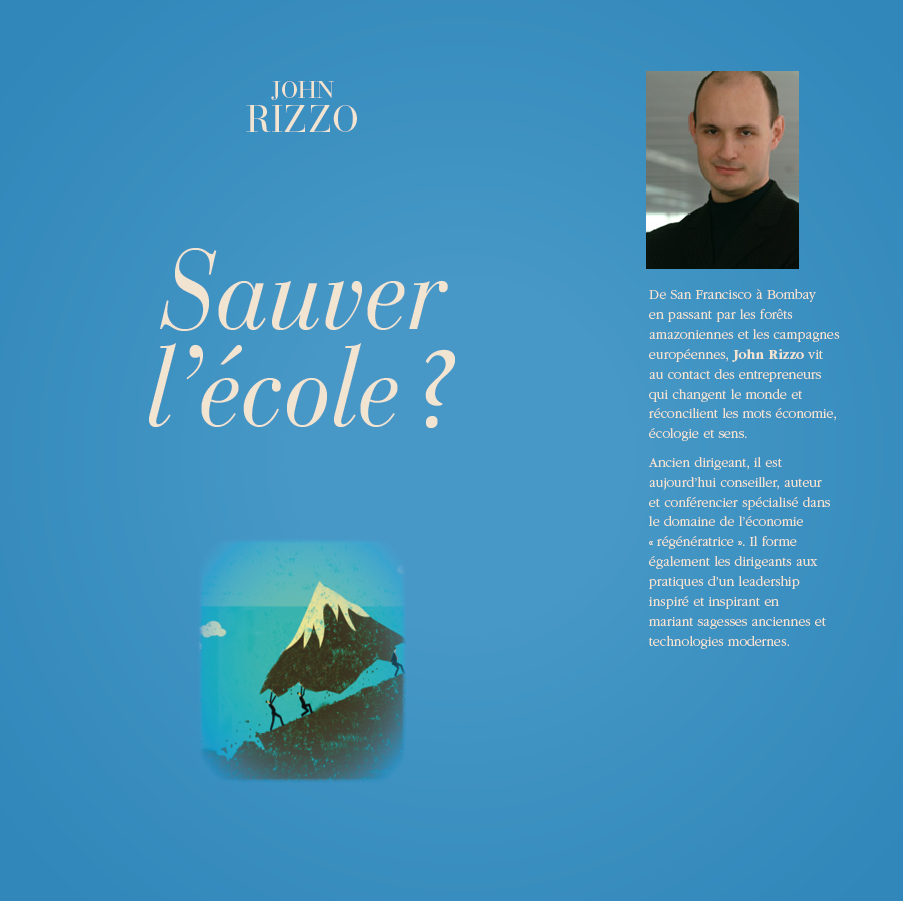 JOHN
RIZZO
Sauver
l’école ?
De San Francisco à Bombay
en passant par les forêts
amazoniennes et les campagnes
européennes, John Rizzo vit
au contact des entrepreneurs
qui changent le monde et
réconcilient les mots économie,
écologie et sens.
Ancien dirigeant, il est
aujourd’hui conseiller, auteur
et conférencier spécialisé dans
le domaine de l’économie
« régénératrice ». Il forme
également les dirigeants aux
pratiques d’un leadership
inspiré et inspirant en
mariant sagesses anciennes et
technologies modernes.